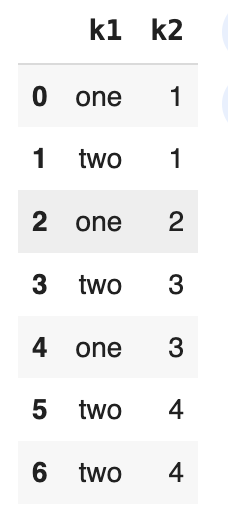 k1 k2
0 one 1
1 two 1
2 one 2
3 two 3
4 one 3
5 two 4
6 two 4